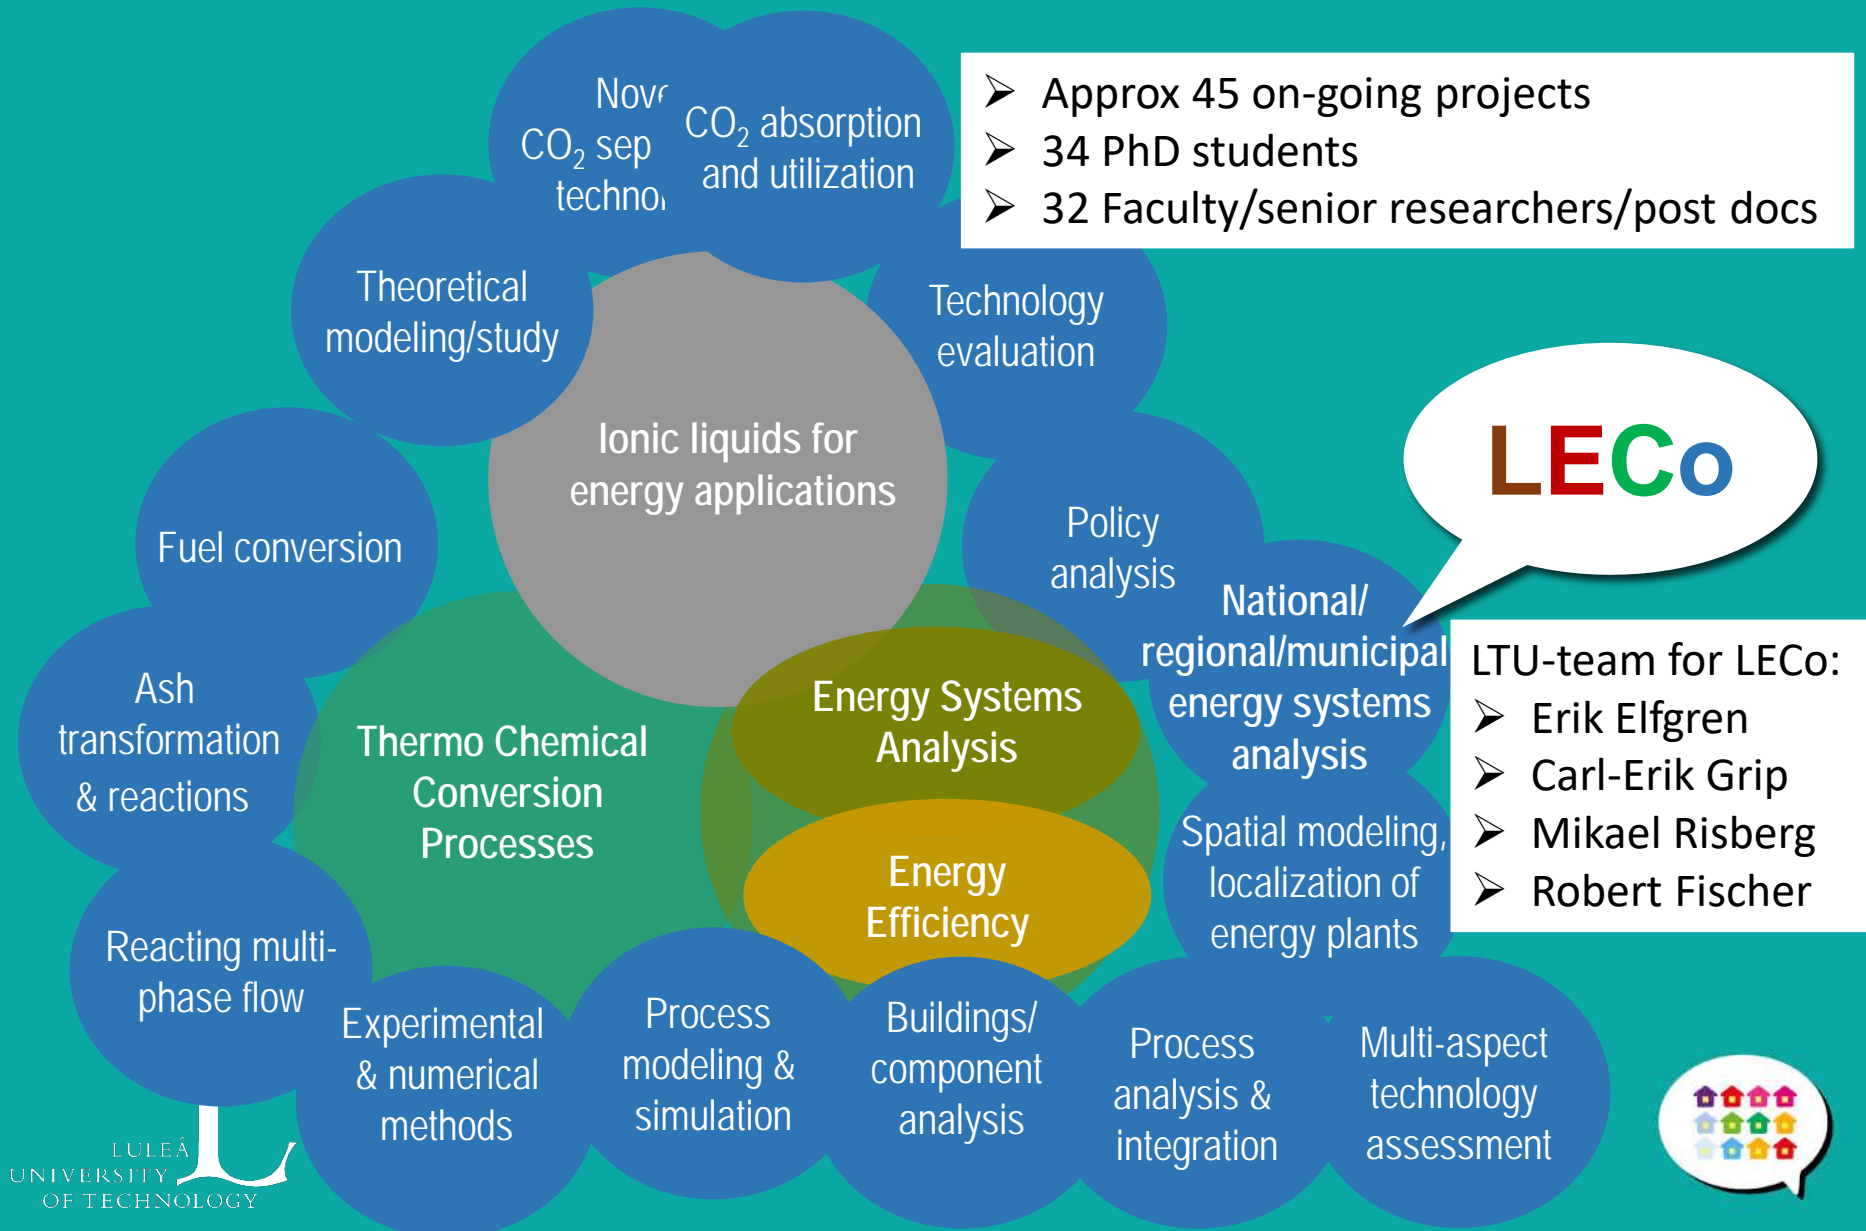 Nove
CO₂ sep
techno
CO₂ absorption
and utilization
➢ Approx 45 on-going projects
➢ 34 PhD students
➢ 32 Faculty/senior researchers/post docs
Theoretical
modeling/study
Technology
evaluation
Ionic liquids for
energy applications
LECo
Fuel conversion
Policy
analysis
National/
regional/municipal
energy systems
analysis
LTU-team for LECo:
➢ Erik Elfgren
➢ Carl-Erik Grip
➢ Mikael Risberg
➢ Robert Fischer
Ash
transformation
& reactions
Thermo Chemical
Conversion
Processes
Energy Systems
Analysis
Energy
Efficiency
Spatial modeling,
localization of
energy plants
Reacting multi-
phase flow
Experimental
& numerical
methods
Process
modeling &
simulation
Buildings/
component
analysis
Process
analysis &
integration
Multi-aspect
technology
assessment
LULEÅ
UNIVERSITY
OF TECHNOLOGY